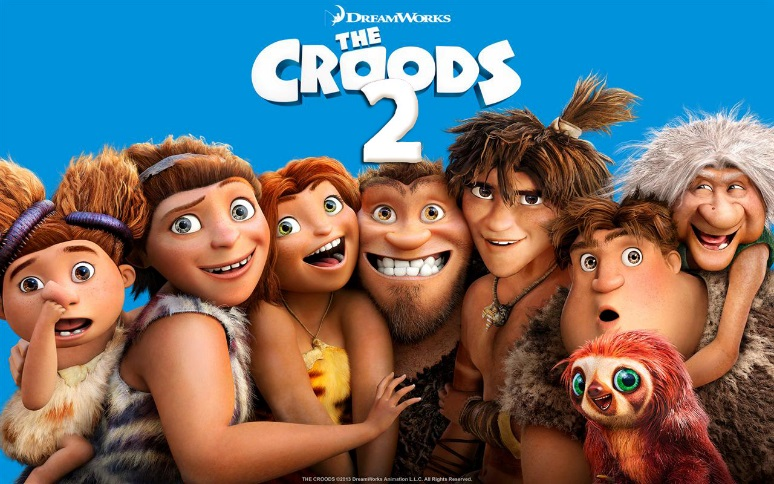 DREAMWORKS
THE
CROODS
2
THE CROODS ©2013 DreamWorks Animation L.L.C. All Rights Reserved.